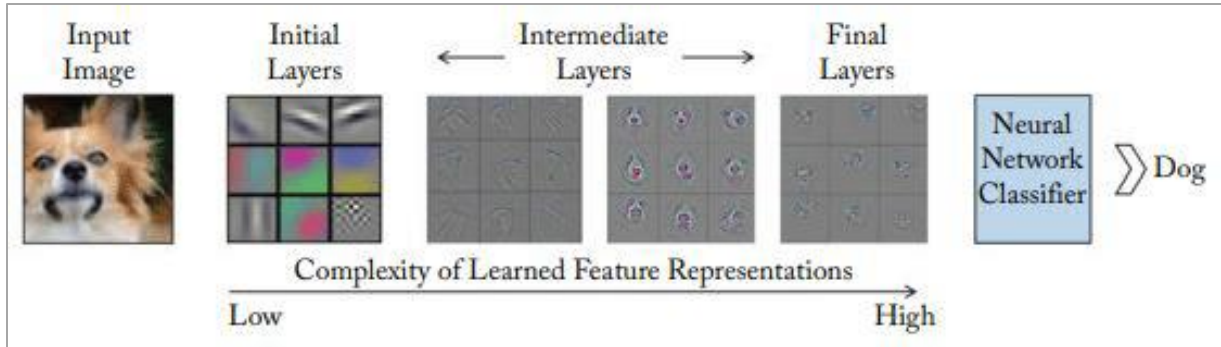 Input
Image
Initial
Layers
Intermediate
Layers
Final
Layers
Neural
Network
Classifier
Dog
Complexity of Learned Feature Representations
Low
High